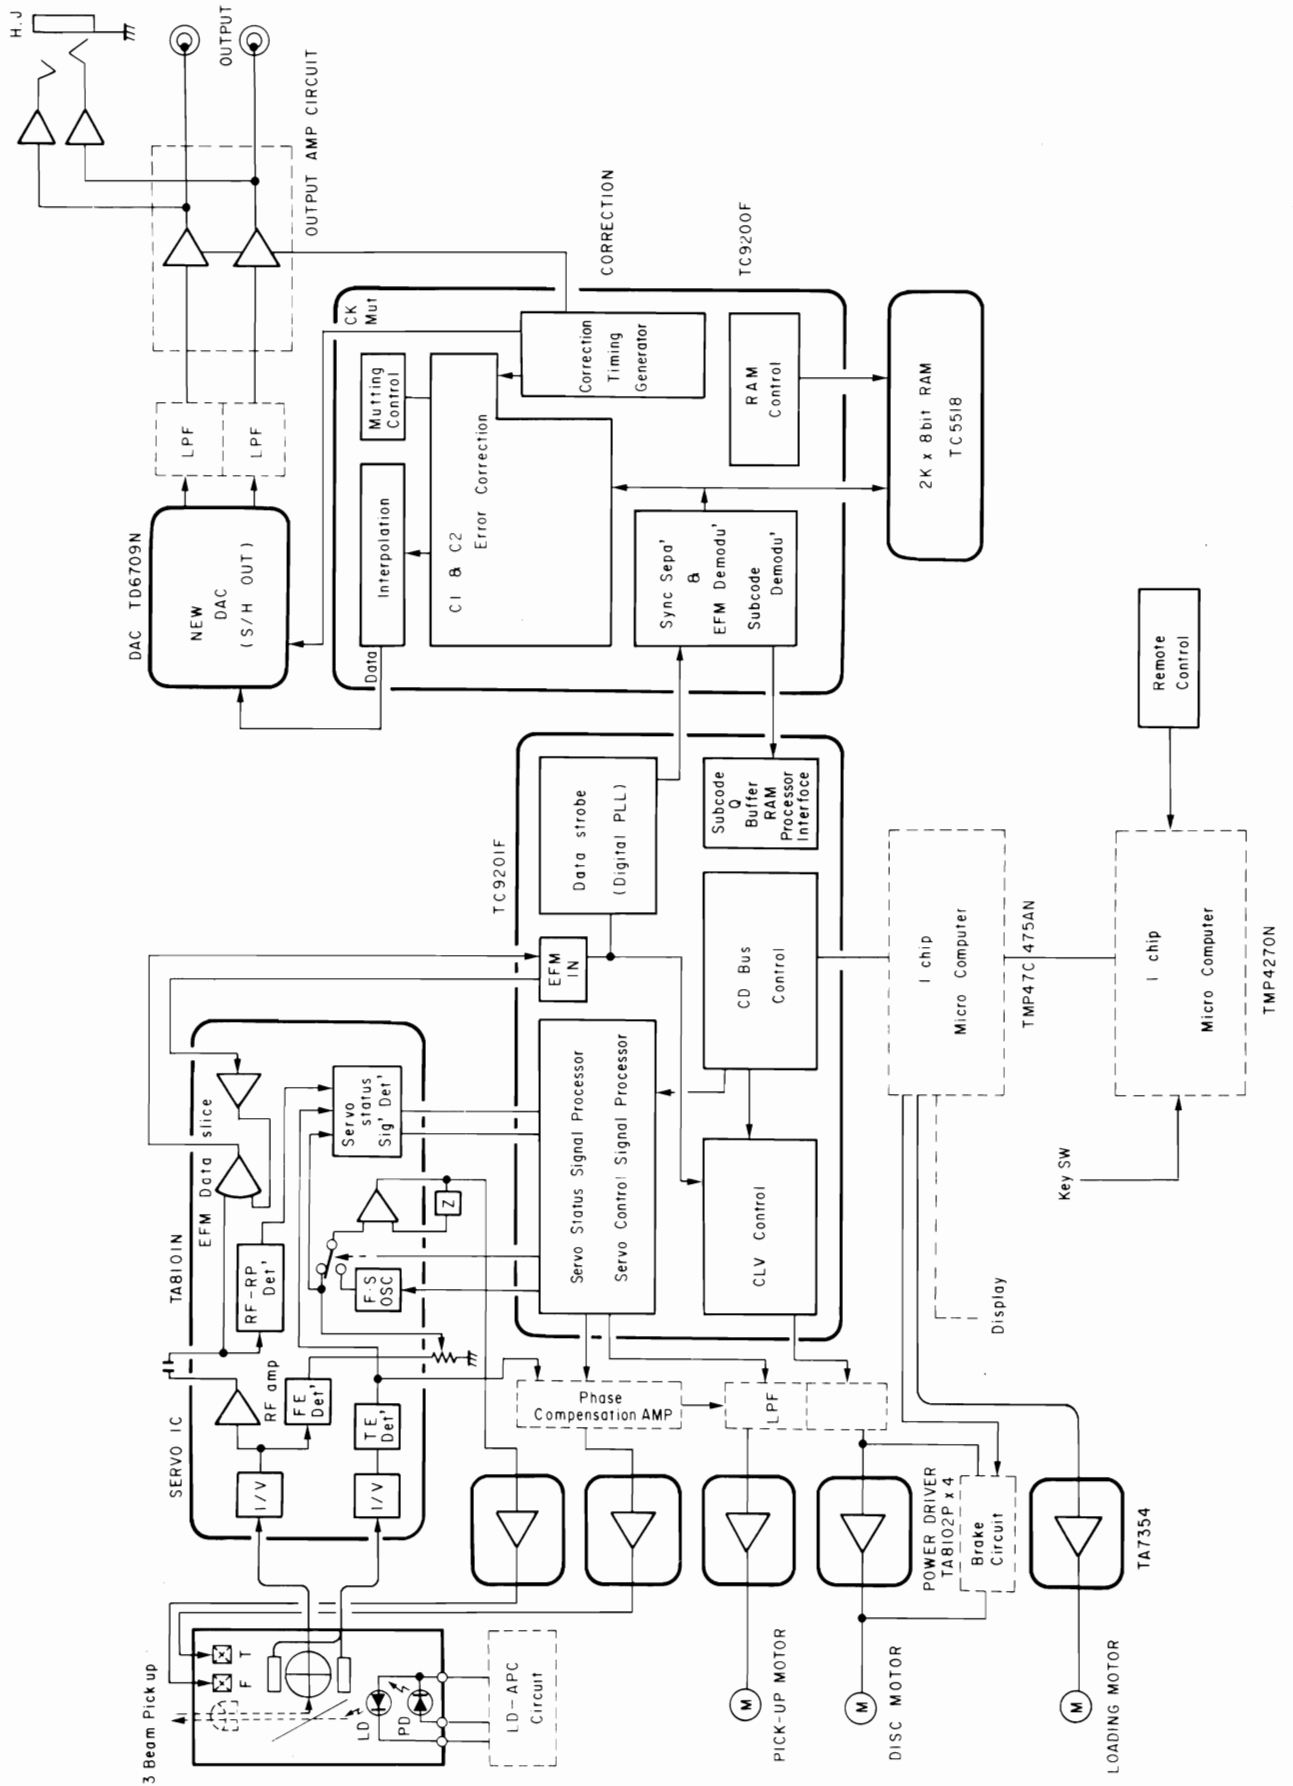 3 Beam Pickup
F
T
LD
PD
LD-APC
Circuit
SERVO IC
TA8101N
I/V
I/V
RF amp
FE
Det'
TE
Det'
RF-RP
Det'
EFM Data slice
F·S
OSC
Z
Servo
status
Sig' Det'
Phase
Compensation AMP
LPF
POWER DRIVER
TA8102P x 4
Brake
Circuit
TA7354
M
PICK-UP MOTOR
M
DISC MOTOR
M
LOADING MOTOR
TC9201F
EFM
IN
Data strobe
(Digital PLL)
Servo Status Signal Processor
Servo Control Signal Processor
CLV Control
CD Bus
Control
Subcode
Q
Buffer
RAM
Processor
Interface
Display
Key SW
1 chip
Micro Computer
TMP47C 475AN
1 chip
Micro Computer
TMP4270N
Remote
Control
DAC TD6709N
NEW
DAC
(S/H OUT)
LPF
LPF
OUTPUT AMP CIRCUIT
OUTPUT
H.J
CORRECTION
TC9200F
CK
Mut
Data
Interpolation
Mutting
Control
C1 & C2
Error Correction
Correction
Timing
Generator
Sync Sepa'
&
EFM Demodu'
Subcode
Demodu'
RAM
Control
2K x 8bit RAM
TC5518